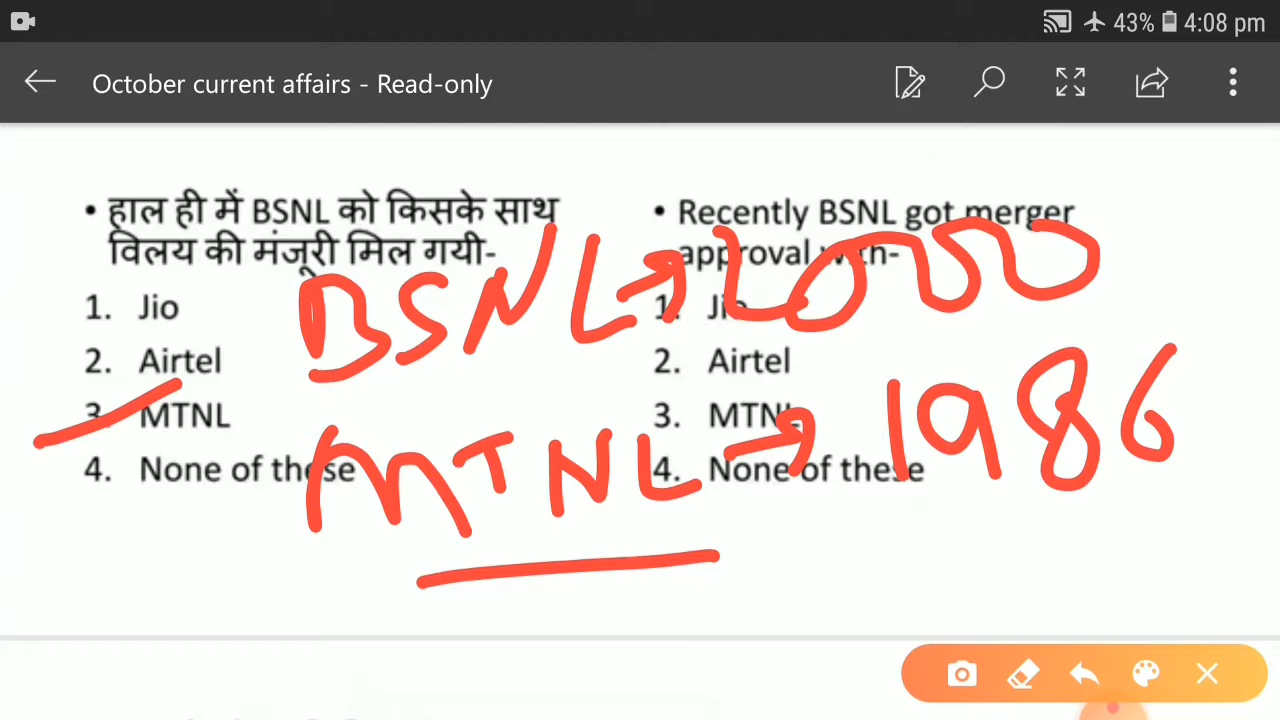 43% 4:08 pm
October current affairs - Read-only
• हाल ही में BSNL को किसके साथ
विलय की मंजूरी मिल गयी-
1. Jio
2. Airtel
3. MTNL
4. None of these
• Recently BSNL got merger
approval with-
1. Jio
2. Airtel
3. MTNL
4. None of these
BSNL → 2000
MTNL → 1986